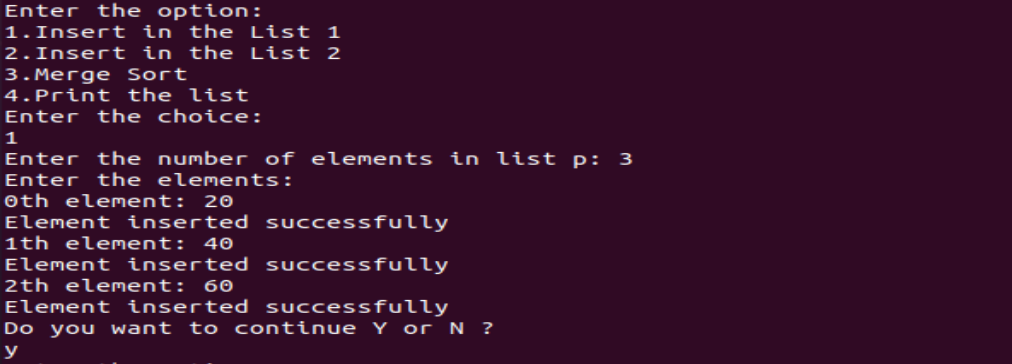 Enter the option:
1.Insert in the List 1
2.Insert in the List 2
3.Merge Sort
4.Print the list
Enter the choice:
1
Enter the number of elements in list p: 3
Enter the elements:
0th element: 20
Element inserted successfully
1th element: 40
Element inserted successfully
2th element: 60
Element inserted successfully
Do you want to continue Y or N ?
y